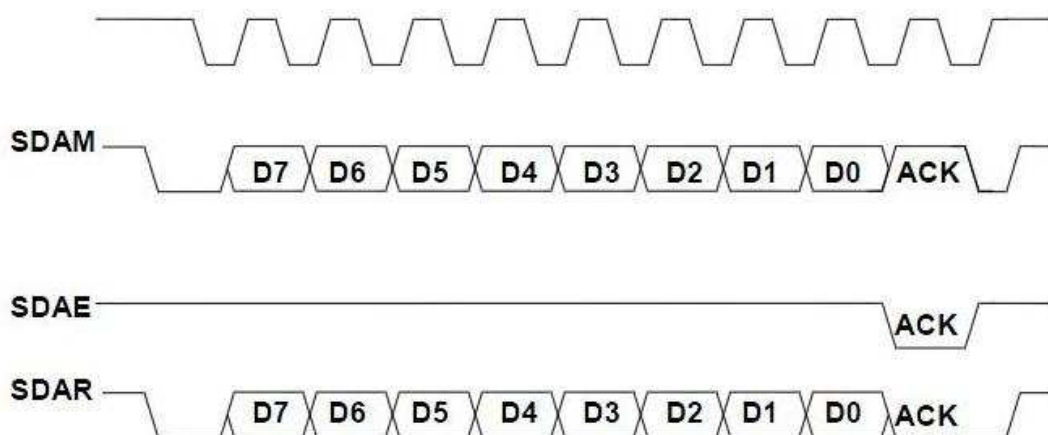 SDAM D7 D6 D5 D4 D3 D2 D1 D0 ACK
SDAE ACK
SDAR D7 D6 D5 D4 D3 D2 D1 D0 ACK